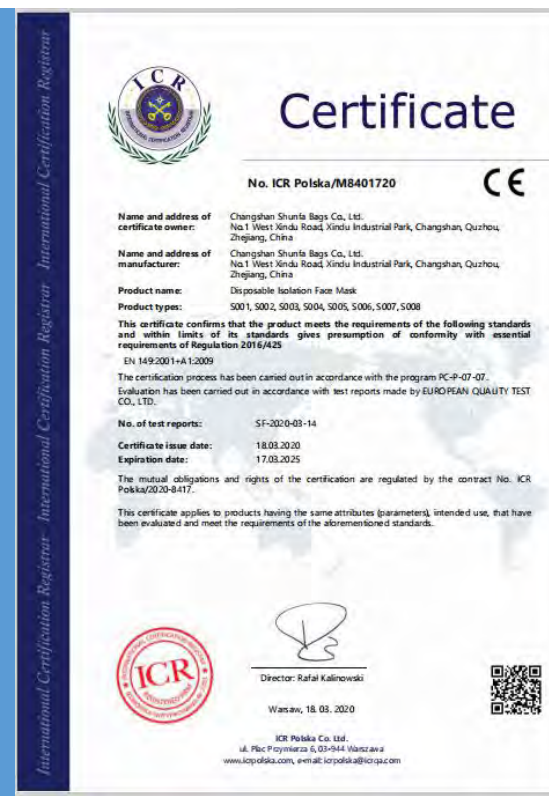 International Certification Registrar International Certification Registrar International Certification Registrar
ICR
INTERNATIONAL CERTIFICATION REGISTRAR
Certificate
No. ICR Polska/M8401720
CE
Name and address of certificate owner:
Changshan Shunfa Bags Co., Ltd.
No.1 West Xindu Road, Xindu Industrial Park, Changshan, Quzhou,
Zhejiang, China
Name and address of manufacturer:
Changshan Shunfa Bags Co., Ltd.
No.1 West Xindu Road, Xindu Industrial Park, Changshan, Quzhou,
Zhejiang, China
Product name: Disposable Isolation Face Mask
Product types: S001, S002, S003, S004, S005, S006, S007, S008
This certificate confirms that the product meets the requirements of the following standards
and within limits of its standards gives presumption of conformity with essential
requirements of Regulation 2016/425
EN 149:2001+A1:2009
The certification process has been carried out in accordance with the program PC-P-07-07.
Evaluation has been carried out in accordance with test reports made by EUROPEAN QUALITY TEST
CO., LTD.
No. of test reports: SF-2020-03-14
Certificate issue date: 18.03.2020
Expiration date: 17.03.2025
The mutual obligations and rights of the certification are regulated by the contract No. ICR
Polska/2020-8417.
This certificate applies to products having the same attributes (parameters), intended use, that have
been evaluated and meet the requirements of the aforementioned standards.
ICR
Director: Rafał Kalinowski
Warsaw, 18. 03. 2020
ICR Polska Co. Ltd.
ul. Plac Przymierza 6, 03-944 Warszawa
www.icrpolska.com, e-mail: icrpolska@icrqa.com